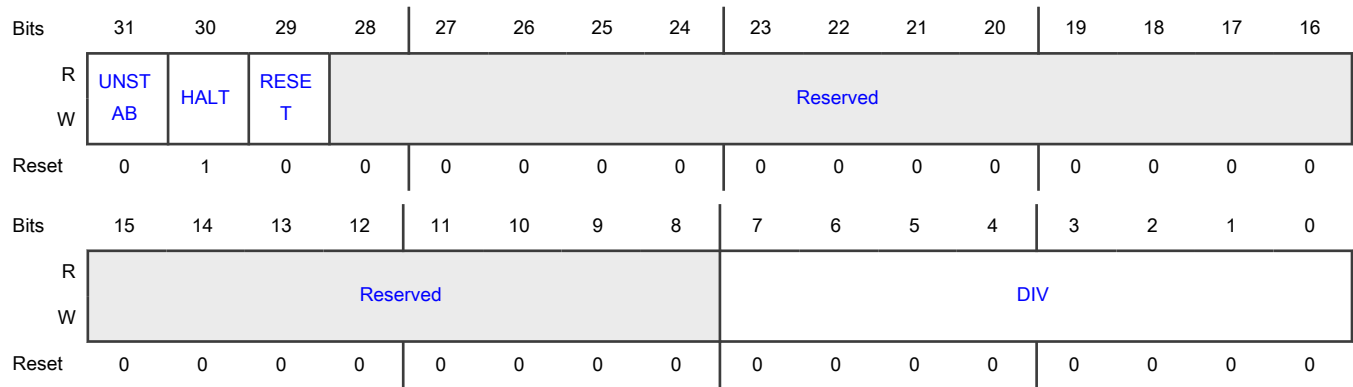 Bits 31 30 29 28 27 26 25 24 23 22 21 20 19 18 17 16
R
UNST
AB
HALT
RESE
T
Reserved
W
Reset 0 1 0 0 0 0 0 0 0 0 0 0 0 0 0 0
Bits 15 14 13 12 11 10 9 8 7 6 5 4 3 2 1 0
R
Reserved
DIV
W
Reset 0 0 0 0 0 0 0 0 0 0 0 0 0 0 0 0